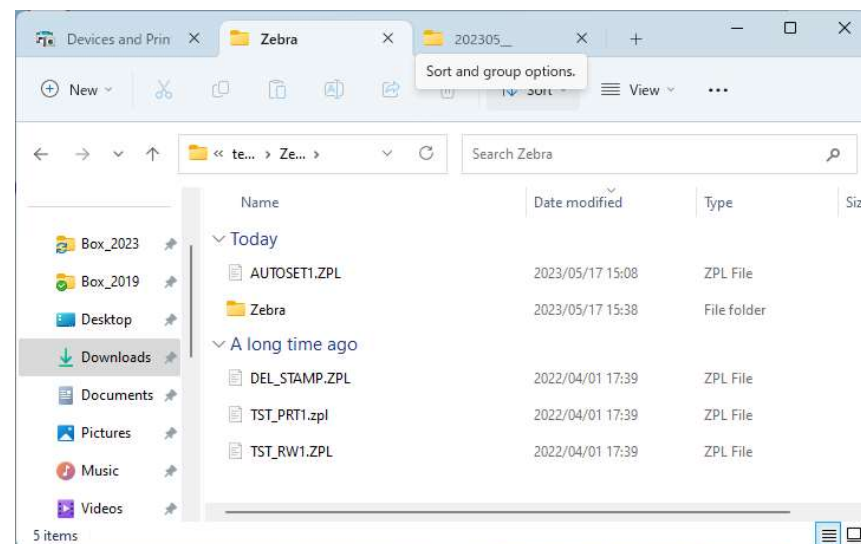 Devices and Prin
Zebra
202305__
Sort and group options.
New
Sort
View
« te... › Ze... ›
Search Zebra
Name
Date modified
Type
Siz
Box_2023
Box_2019
Desktop
Downloads
Documents
Pictures
Music
Videos
Today
AUTOSET1.ZPL 2023/05/17 15:08 ZPL File
Zebra 2023/05/17 15:38 File folder
A long time ago
DEL_STAMP.ZPL 2022/04/01 17:39 ZPL File
TST_PRT1.zpl 2022/04/01 17:39 ZPL File
TST_RW1.ZPL 2022/04/01 17:39 ZPL File
5 items